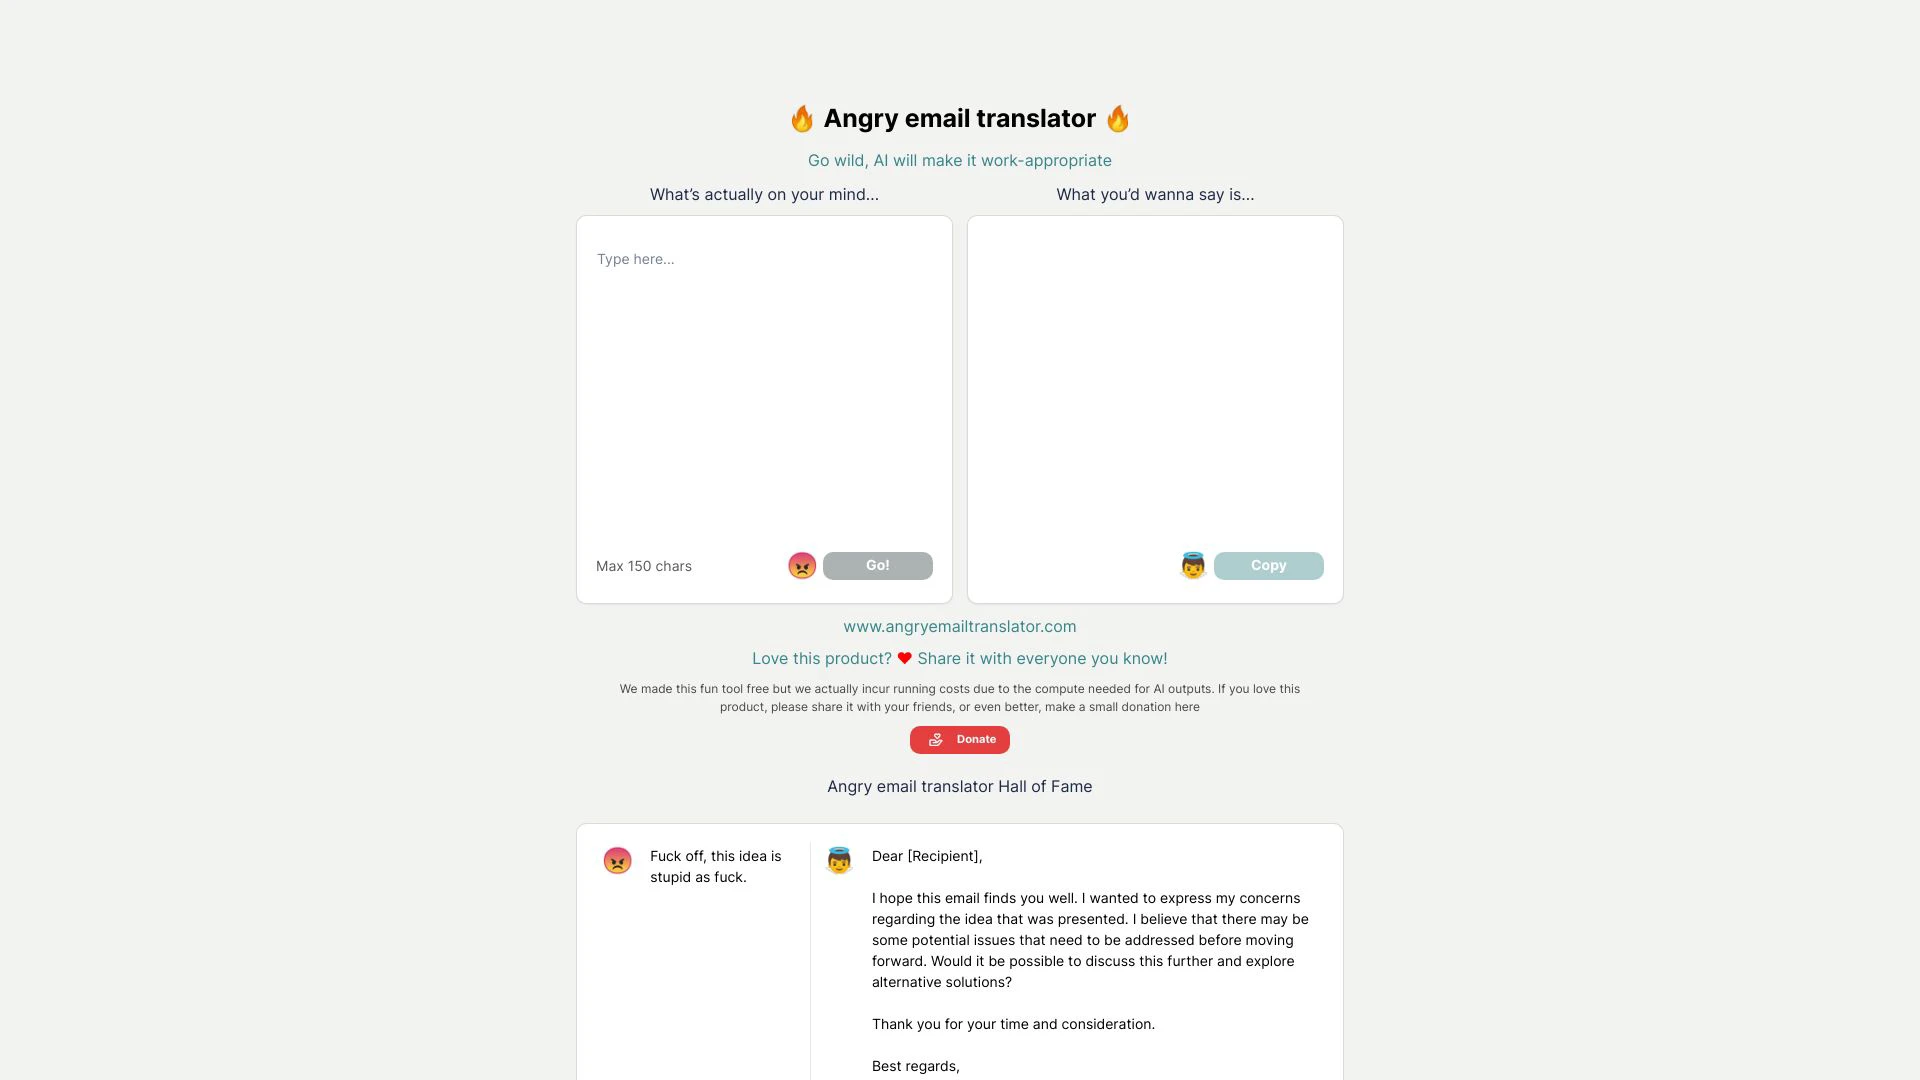 🔥 Angry email translator 🔥
Go wild, AI will make it work-appropriate
What’s actually on your mind...
What you’d wanna say is...
Type here...
Max 150 chars
Go!
Copy
www.angryemailtranslator.com
Love this product? ❤ Share it with everyone you know!
We made this fun tool free but we actually incur running costs due to the compute needed for AI outputs. If you love this
product, please share it with your friends, or even better, make a small donation here
Donate
Angry email translator Hall of Fame
Fuck off, this idea is
stupid as fuck.
Dear [Recipient],
I hope this email finds you well. I wanted to express my concerns
regarding the idea that was presented. I believe that there may be
some potential issues that need to be addressed before moving
forward. Would it be possible to discuss this further and explore
alternative solutions?
Thank you for your time and consideration.
Best regards,